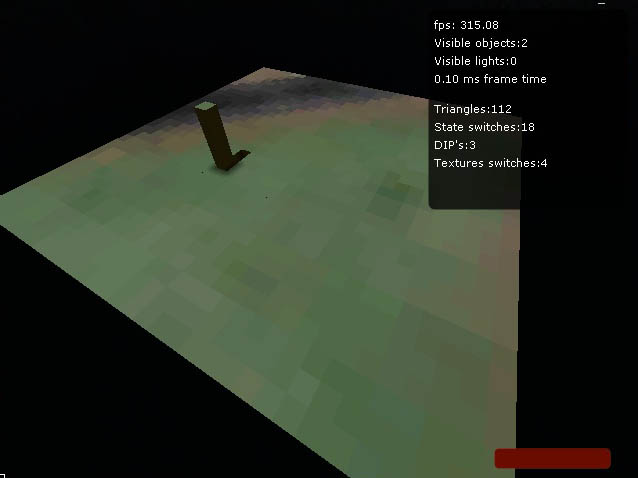 fps: 315.08
Visible objects:2
Visible lights:0
0.10 ms frame time
Triangles:112
State switches:18
DIP's:3
Textures switches:4